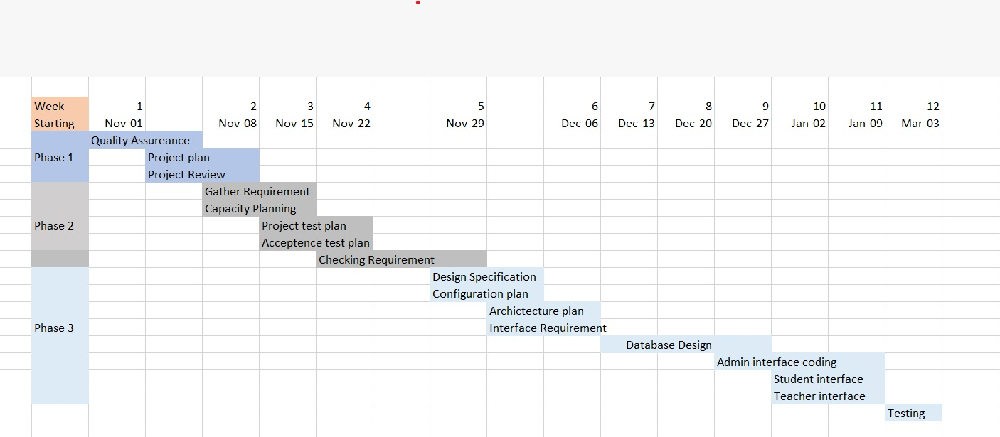 Week 1 2 3 4 5 6 7 8 9 10 11 12
Starting Nov-01 Nov-08 Nov-15 Nov-22 Nov-29 Dec-06 Dec-13 Dec-20 Dec-27 Jan-02 Jan-09 Mar-03
Quality Assureance
Phase 1 Project plan
Project Review
Gather Requirement
Capacity Planning
Phase 2 Project test plan
Acceptence test plan
Checking Requirement
Design Specification
Configuration plan
Archictecture plan
Phase 3 Interface Requirement
Database Design
Admin interface coding
Student interface
Teacher interface
Testing